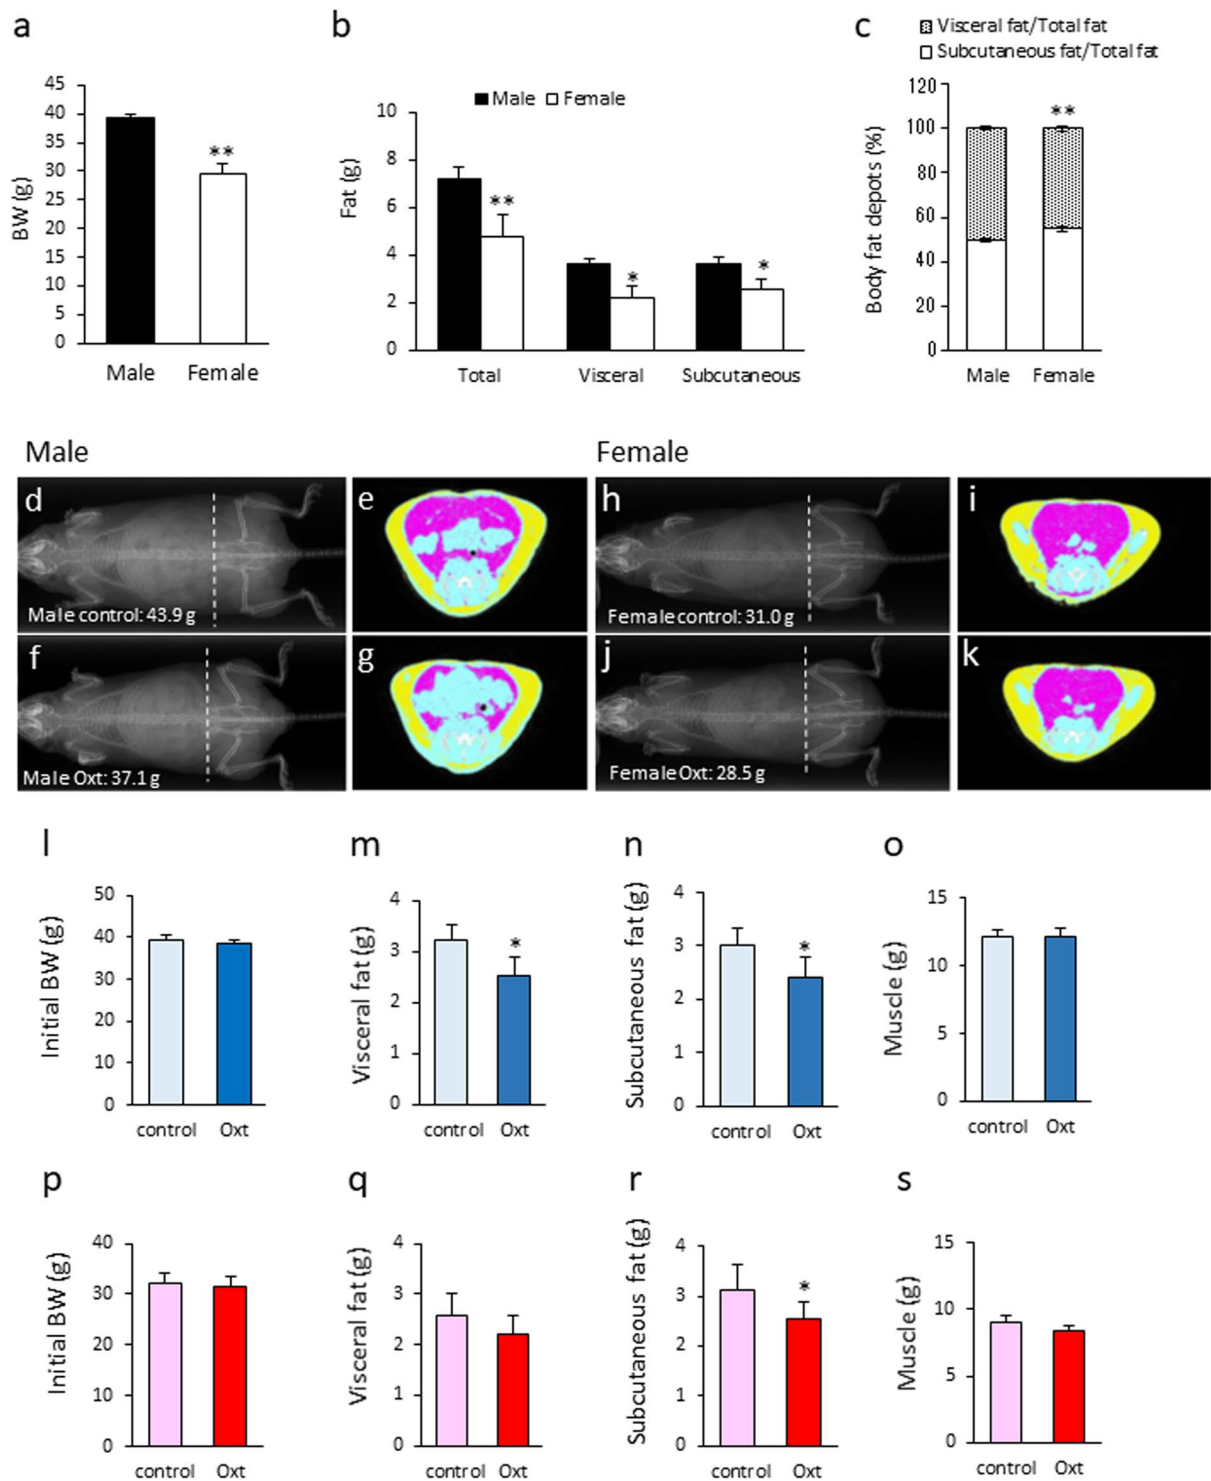 a
BW (g)
45
40
35
30
25
20
15
10
5
0
**
Male Female
b
Male Female
Fat (g)
10
8
6
4
2
0
**
*
*
Total Visceral Subcutaneous
c
Visceral fat/Total fat
Subcutaneous fat/Total fat
Body fat depots (%)
120
100
80
60
40
20
0
**
Male Female
Male
Female
d
Male control: 43.9 g
e
h
Female control: 31.0 g
i
f
Male Oxt: 37.1 g
g
j
Female Oxt: 28.5 g
k
l
Initial BW (g)
50
40
30
20
10
0
control Oxt
m
Visceral fat (g)
4
3
2
1
0
*
control Oxt
n
Subcutaneous fat (g)
4
3
2
1
0
*
control Oxt
o
Muscle (g)
15
10
5
0
control Oxt
p
Initial BW (g)
40
30
20
10
0
control Oxt
q
Visceral fat (g)
4
3
2
1
0
control Oxt
r
Subcutaneous fat (g)
4
3
2
1
0
*
control Oxt
s
Muscle (g)
15
10
5
0
control Oxt